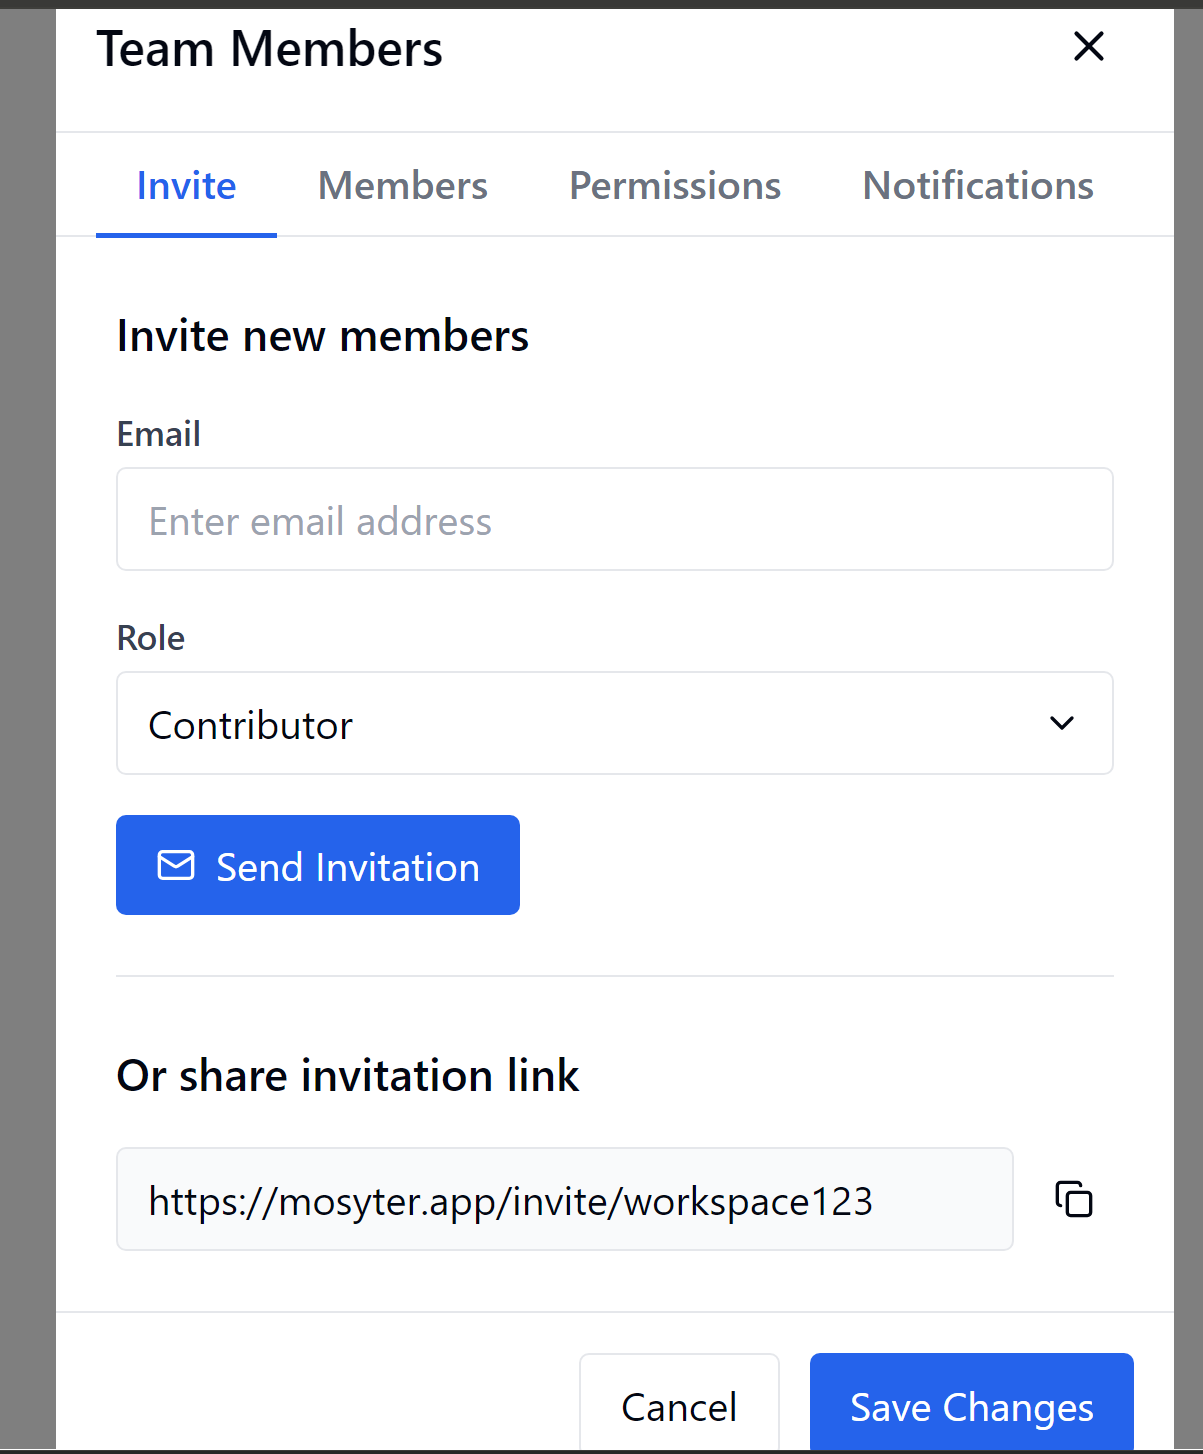 Team Members
Invite Members Permissions Notifications
Invite new members
Email
Enter email address
Role
Contributor
Send Invitation
Or share invitation link
https://mosyter.app/invite/workspace123
Cancel Save Changes